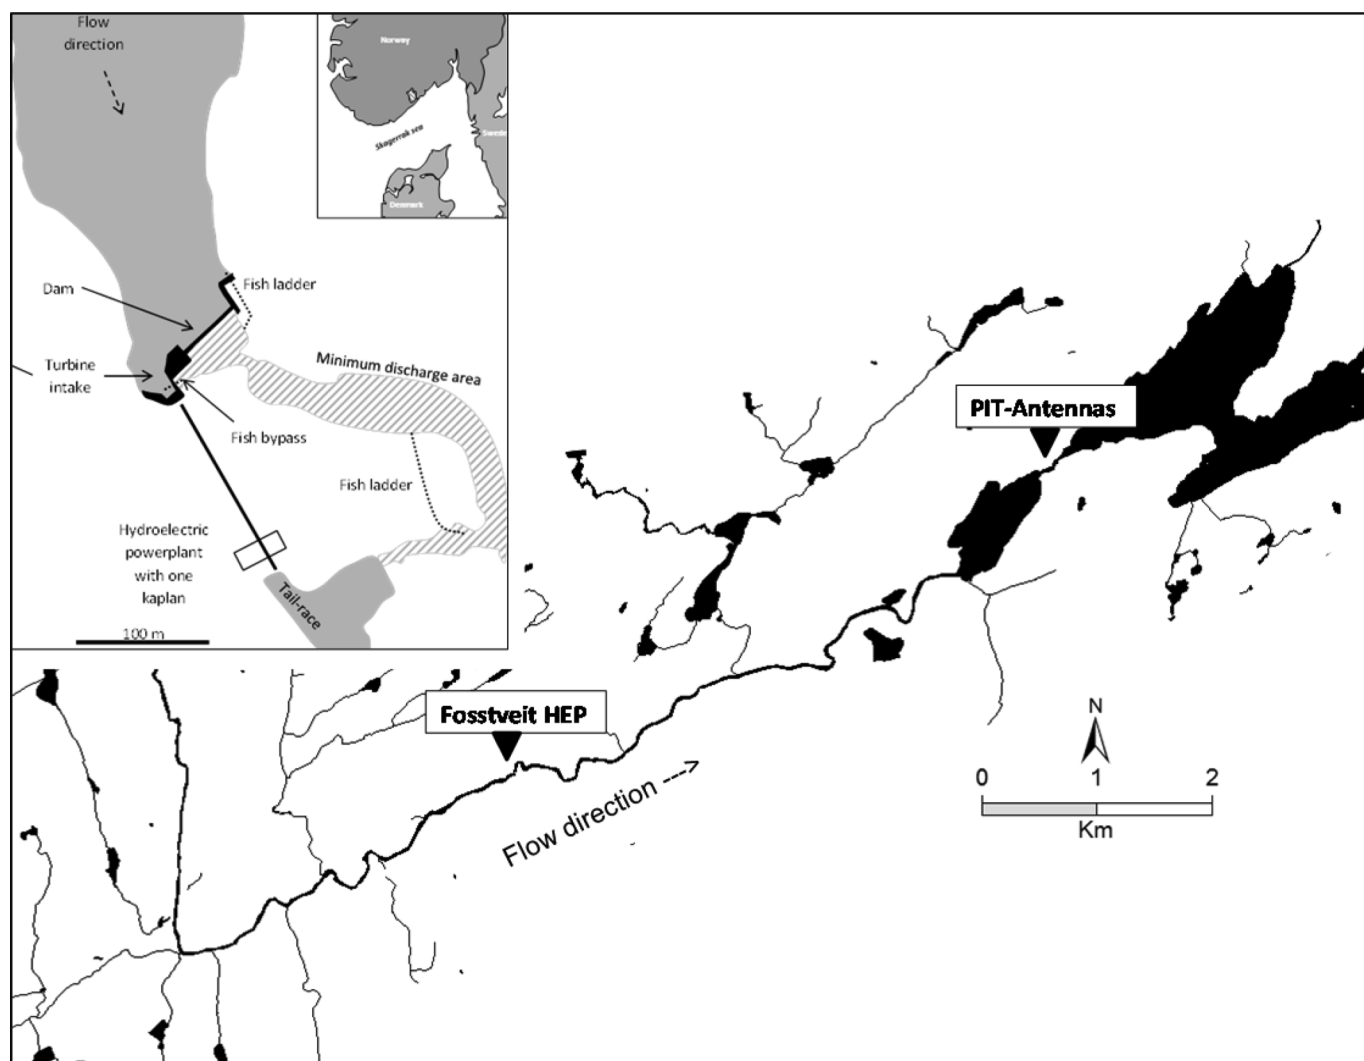 Flow
direction
Norway
Skagerrak sea
Swede
Denmark
Fish ladder
Dam
Minimum discharge area
Turbine
intake
Fish bypass
Fish ladder
Hydroelectric
powerplant
with one
kaplan
Tail-race
100 m
PIT-Antennas
Fosstveit HEP
Flow direction
N
0 1 2
Km